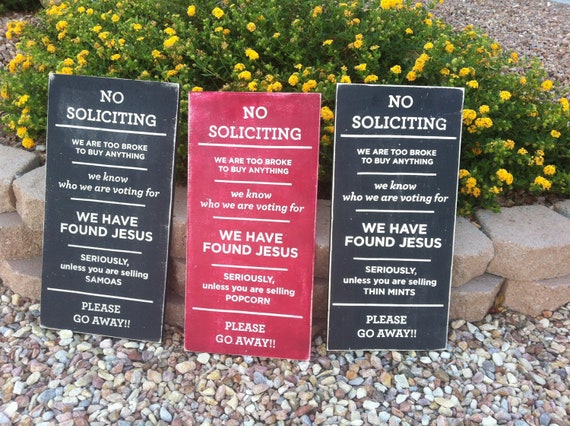 NO
SOLICITING
WE ARE TOO BROKE
TO BUY ANYTHING
we know
who we are voting for
WE HAVE
FOUND JESUS
SERIOUSLY,
unless you are selling
SAMOAS
PLEASE
GO AWAY!!
NO
SOLICITING
WE ARE TOO BROKE
TO BUY ANYTHING
we know
who we are voting for
WE HAVE
FOUND JESUS
SERIOUSLY,
unless you are selling
POPCORN
PLEASE
GO AWAY!!
NO
SOLICITING
WE ARE TOO BROKE
TO BUY ANYTHING
we know
who we are voting for
WE HAVE
FOUND JESUS
SERIOUSLY,
unless you are selling
THIN MINTS
PLEASE
GO AWAY!!